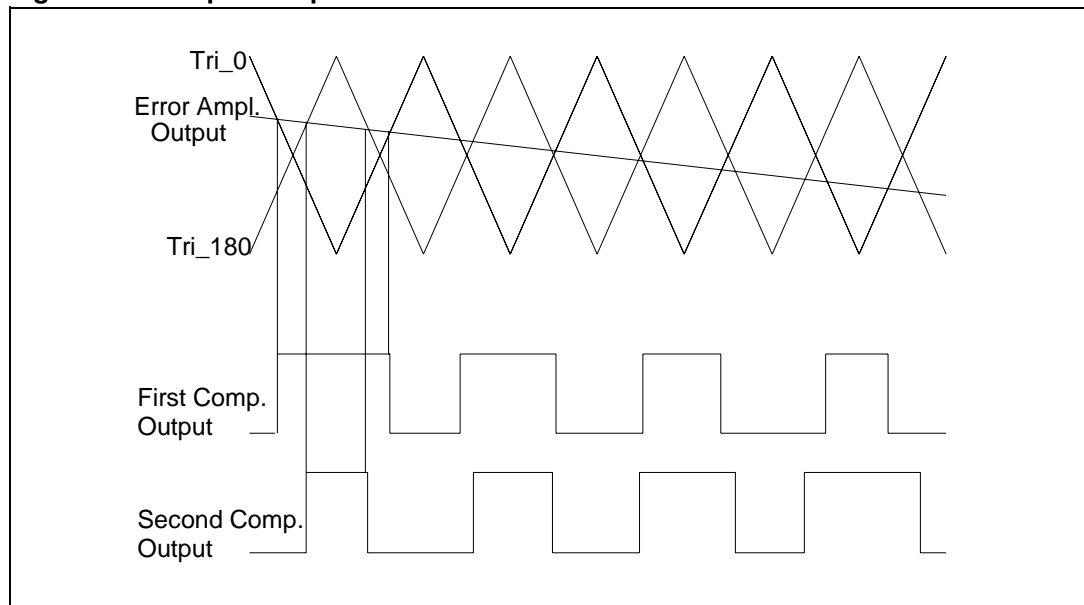 Tri_0
Error Ampl.
Output
Tri_180
First Comp.
Output
Second Comp.
Output